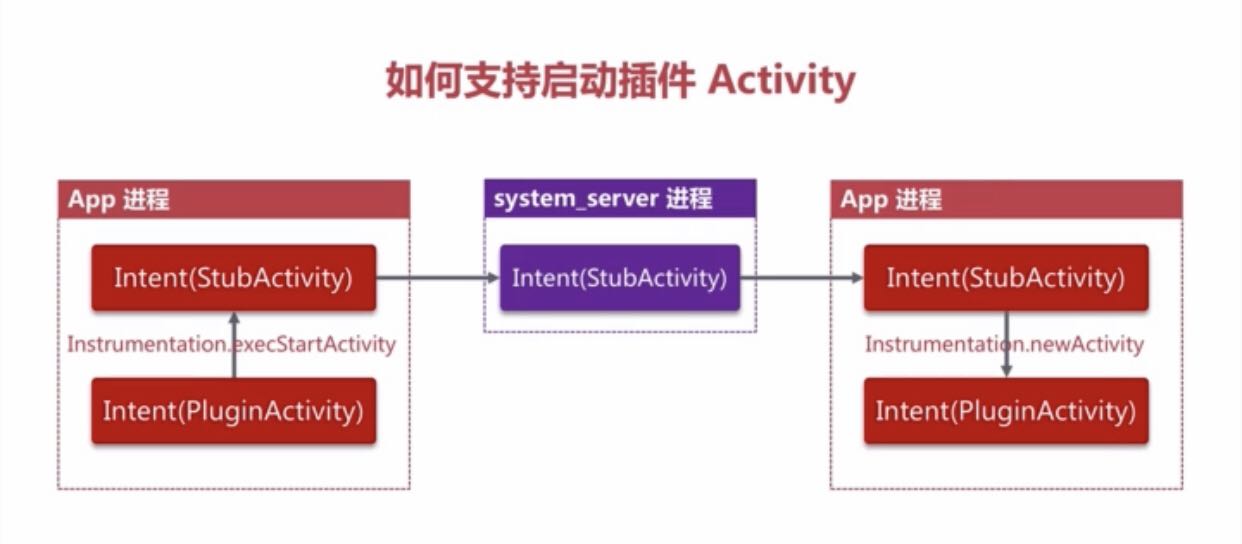 如何支持启动插件 Activity
App 进程
Intent(StubActivity)
Instrumentation.execStartActivity
Intent(PluginActivity)
system_server 进程
Intent(StubActivity)
App 进程
Intent(StubActivity)
Instrumentation.newActivity
Intent(PluginActivity)